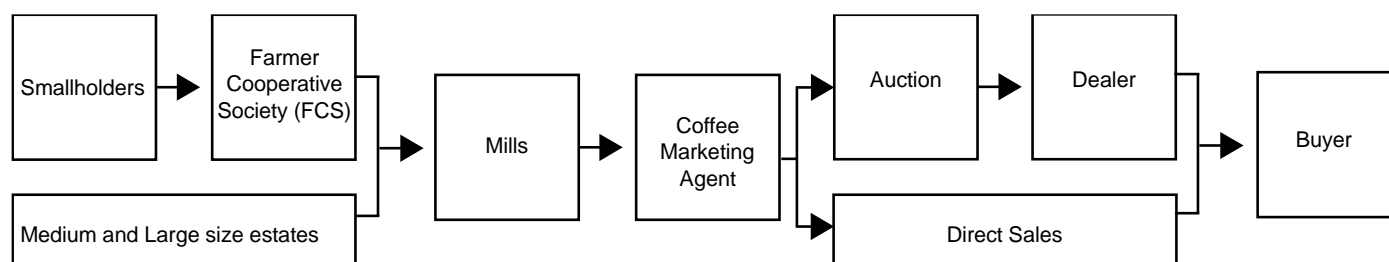 Smallholders
Farmer
Cooperative
Society (FCS)
Medium and Large size estates
Mills
Coffee
Marketing
Agent
Auction
Dealer
Direct Sales
Buyer